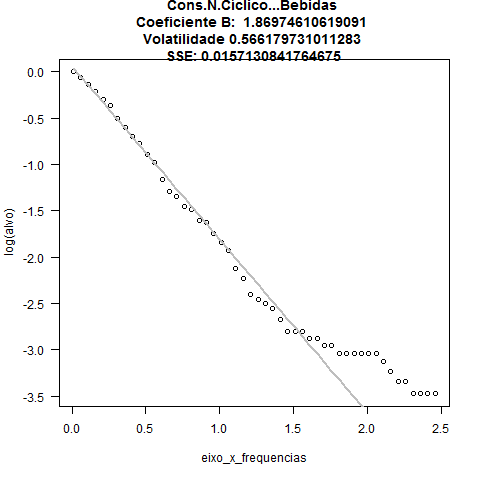 Cons.N.Ciclico...Bebidas
Coeficiente B:  1.86974610619091
Volatilidade 0.566179731011283
SSE: 0.0157130841764675
0.0
-0.5
-1.0
-1.5
-2.0
-2.5
-3.0
-3.5
log(alvo)
0.0 0.5 1.0 1.5 2.0 2.5
eixo_x_frequencias